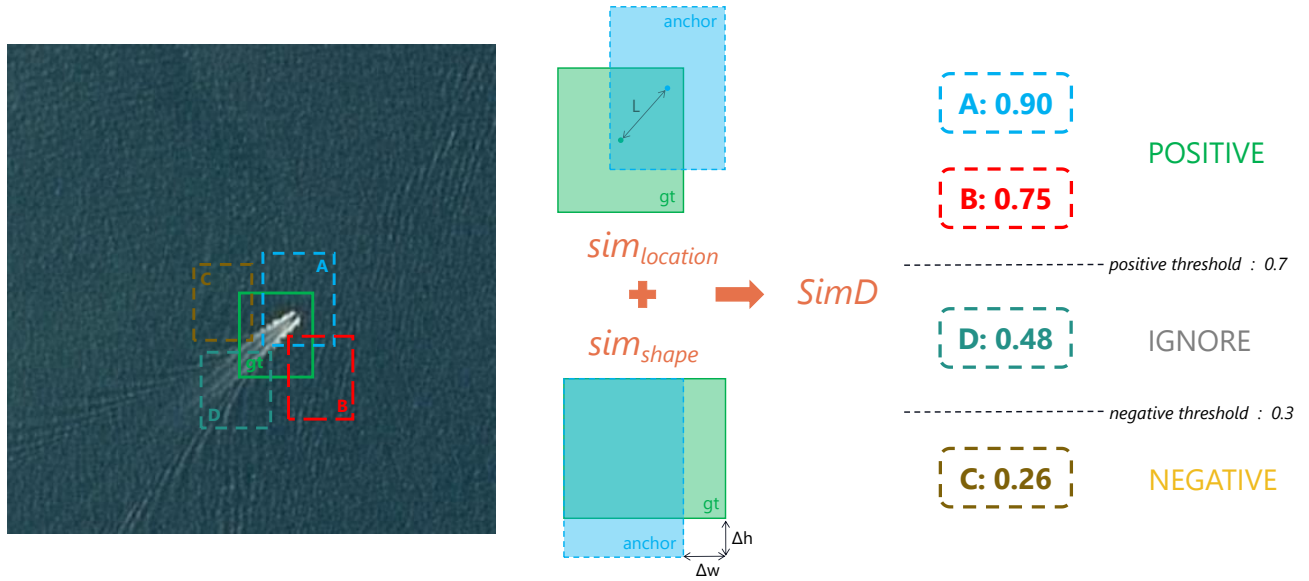 C
A
gt
D
B
anchor
L
gt
sim_location
+
sim_shape
SimD
gt
anchor
Δh
Δw
A: 0.90
B: 0.75
POSITIVE
positive threshold : 0.7
D: 0.48
IGNORE
negative threshold : 0.3
C: 0.26
NEGATIVE